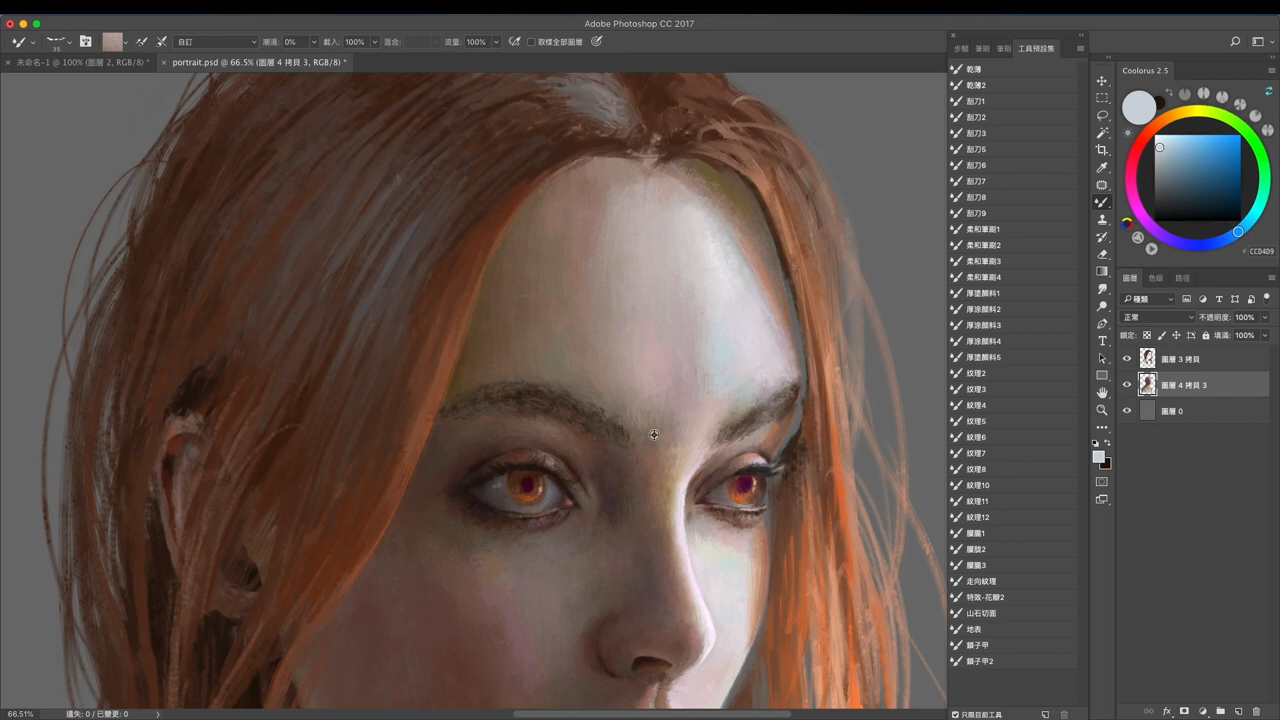 Adobe Photoshop CC 2017
35
自訂
潮濕: 0%
載入: 100%
混合:
流量: 100%
取樣全部圖層
未命名-1 @ 100% (圖層 2, RGB/8) *
portrait.psd @ 66.5% (圖層 4 拷貝 3, RGB/8) *
步驟
筆刷
筆刷
工具預設集
乾薄
乾薄2
刮刀1
刮刀2
刮刀3
刮刀5
刮刀6
刮刀7
刮刀8
刮刀9
柔和筆刷1
柔和筆刷2
柔和筆刷3
柔和筆刷4
厚塗顏料1
厚涂顏料2
厚涂顏料3
厚塗顏料4
厚塗顏料5
纹理2
纹理3
紋理4
紋理5
紋理6
紋理7
紋理8
紋理10
紋理11
紋理12
朦朧1
朦胧2
朦朧3
走向紋理
特效-花瓣2
山石切面
地表
鎖子甲
鎖子甲2
只限目前工具
Coolorus 2.5
CCD4D9
圖層
色版
路徑
種類
正常
不透明度: 100%
鎖定:
填滿: 100%
圖層 3 拷貝
圖層 4 拷貝 3
圖層 0
66.51%
遺失: 0 / 已變更: 0